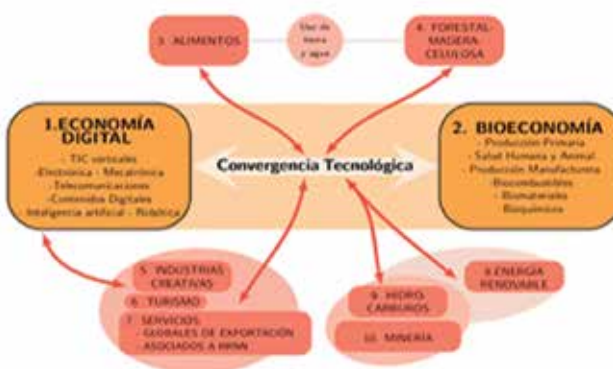 3. ALIMENTOS
Uso de
tierra
y agua
4. FORESTAL-
MADERA-
CELULOSA
1.ECONOMÍA
DIGITAL
- TIC verticales
-Electrónica - Mecatrónica
- Telecomunicaciones
- Contenidos Digitales
Inteligencia artificial - Robótica
Convergencia Tecnológica
2. BIOECONOMÍA
- Producción Primaria
- Salud Humana y Animal
- Producción Manufacturera
-Biocombustibles
- Biomateriales
- Bioquímicos
5. INDUSTRIAS
CREATIVAS
6. TURISMO
7. SERVICIOS
- GLOBALES DE EXPORTACIÓN
- ASOCIADOS A RRNN
8.ENERGÍA
RENOVABLE
9. HIDRO
CARBUROS
10. MINERÍA